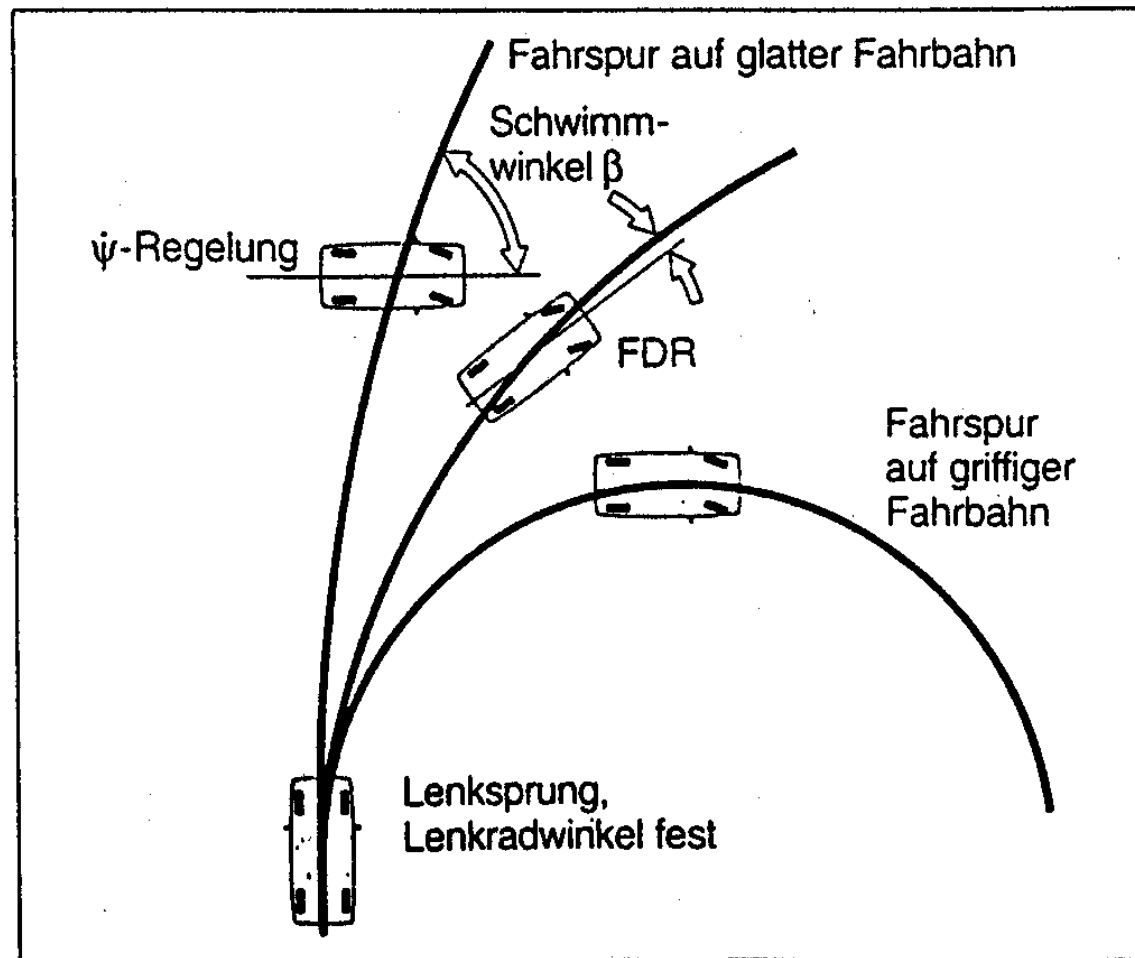 Fahrspur auf glatter Fahrbahn
Schwimm-
winkel β
ψ̇-Regelung
FDR
Fahrspur
auf griffiger
Fahrbahn
Lenksprung,
Lenkradwinkel fest